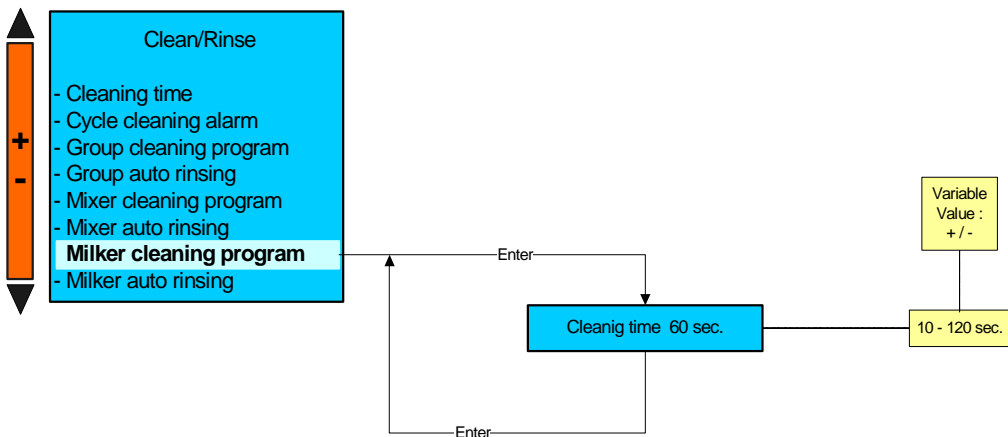 Clean/Rinse
+
-
- Cleaning time
- Cycle cleaning alarm
- Group cleaning program
- Group auto rinsing
- Mixer cleaning program
- Mixer auto rinsing
Milker cleaning program
- Milker auto rinsing
Enter
Cleanig time 60 sec.
Variable
Value :
+ / -
10 - 120 sec.
Enter